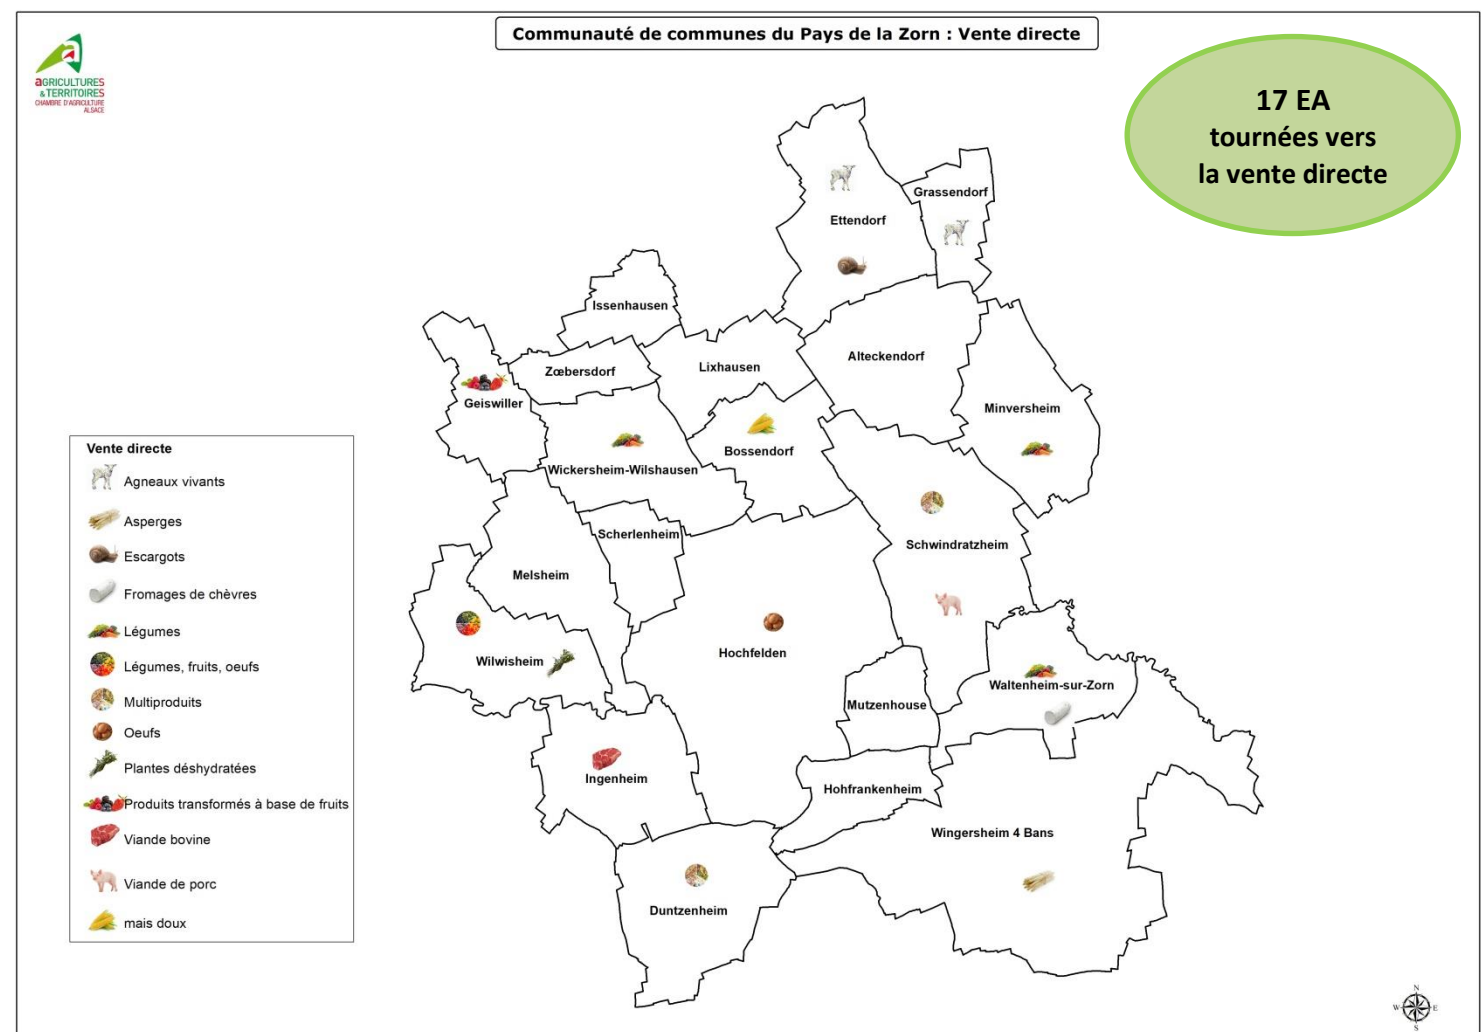 Communauté de communes du Pays de la Zorn : Vente directe
aGRICULTURES
& TERRITOIRES
CHAMBRE D'AGRICULTURE
ALSACE
17 EA
tournées vers
la vente directe
Grassendorf
Ettendorf
Issenhausen
Alteckendorf
Lixhausen
Zœbersdorf
Geiswiller
Minversheim
Bossendorf
Wickersheim-Wilshausen
Scherlenheim
Schwindratzheim
Melsheim
Hochfelden
Wilwisheim
Waltenheim-sur-Zorn
Mutzenhouse
Ingenheim
Hohfrankenheim
Wingersheim 4 Bans
Duntzenheim
Vente directe
Agneaux vivants
Asperges
Escargots
Fromages de chèvres
Légumes
Légumes, fruits, oeufs
Multiproduits
Oeufs
Plantes déshydratées
Produits transformés à base de fruits
Viande bovine
Viande de porc
mais doux
N
W
E
S